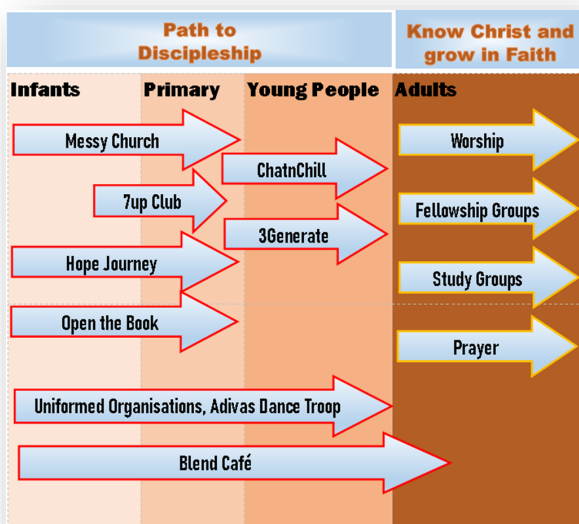 Path to
Discipleship
Know Christ and
grow in Faith
Infants
Primary
Young People
Adults
Messy Church
ChatnChill
Worship
7up Club
Fellowship Groups
3Generate
Hope Journey
Study Groups
Open the Book
Prayer
Uniformed Organisations, Adivas Dance Troop
Blend Café